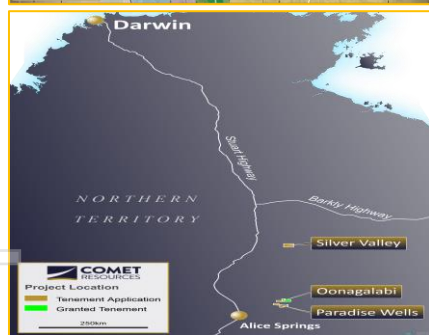 Darwin
Stuart Highway
NORTHERN
TERRITORY
Barkly Highway
Silver Valley
Oonagalabi
Paradise Wells
Alice Springs
COMET
RESOURCES
Project Location
Tenement Application
Granted Tenement
250km